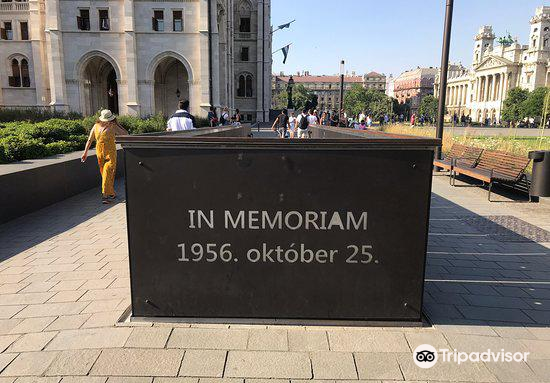 IN MEMORIAM
1956. október 25.
Tripadvisor